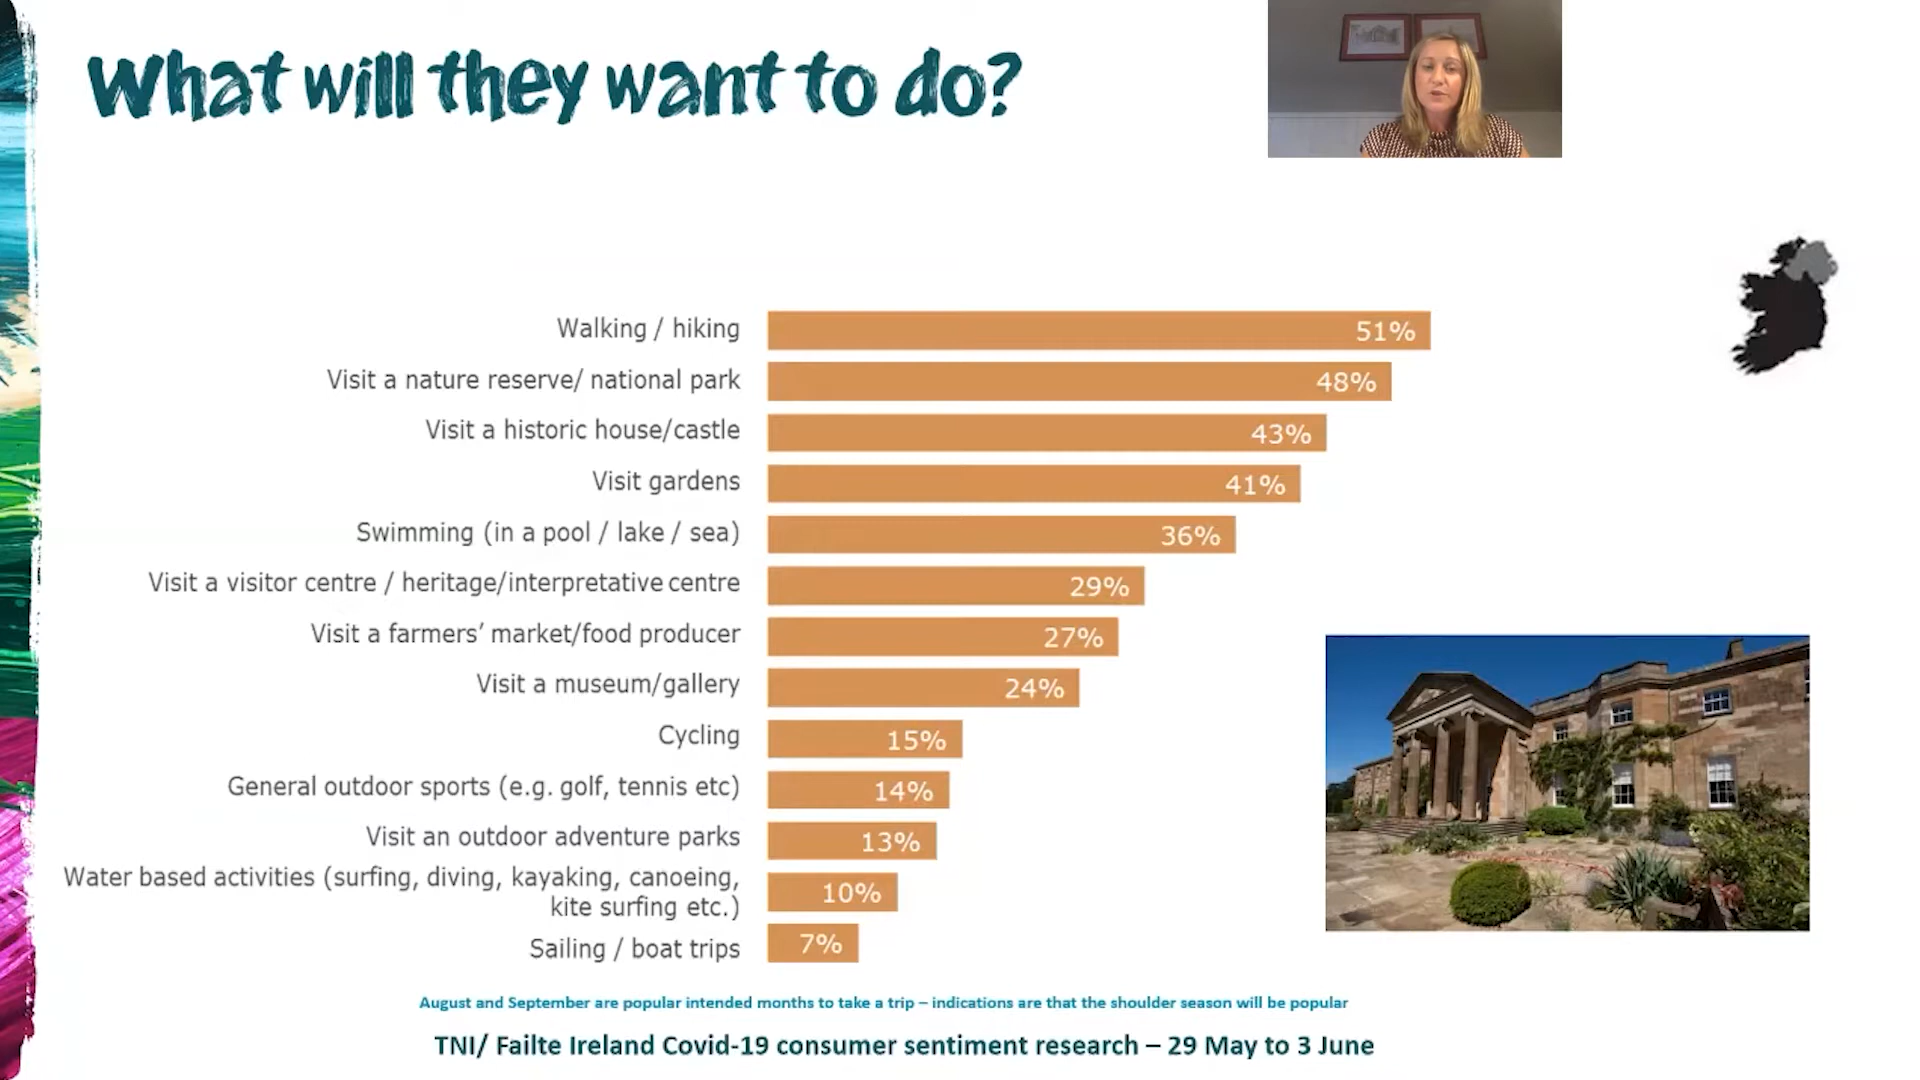 What will they want to do?
Walking / hiking 51%
Visit a nature reserve/ national park 48%
Visit a historic house/castle 43%
Visit gardens 41%
Swimming (in a pool / lake / sea) 36%
Visit a visitor centre / heritage/interpretative centre 29%
Visit a farmers’ market/food producer 27%
Visit a museum/gallery 24%
Cycling 15%
General outdoor sports (e.g. golf, tennis etc) 14%
Visit an outdoor adventure parks 13%
Water based activities (surfing, diving, kayaking, canoeing,
kite surfing etc.) 10%
Sailing / boat trips 7%
August and September are popular intended months to take a trip – indications are that the shoulder season will be popular
TNI/ Failte Ireland Covid-19 consumer sentiment research – 29 May to 3 June